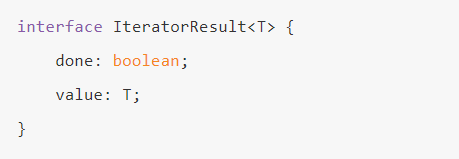 interface IteratorResult<T> {
    done: boolean;
    value: T;
}